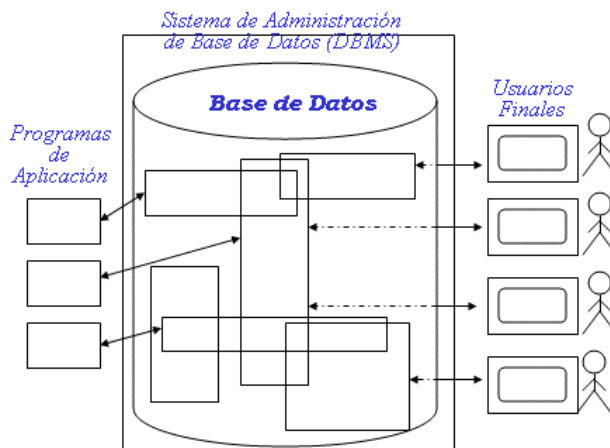 Sistema de Administración
de Base de Datos (DBMS)
Base de Datos
Usuarios
Finales
Programas
de
Aplicación